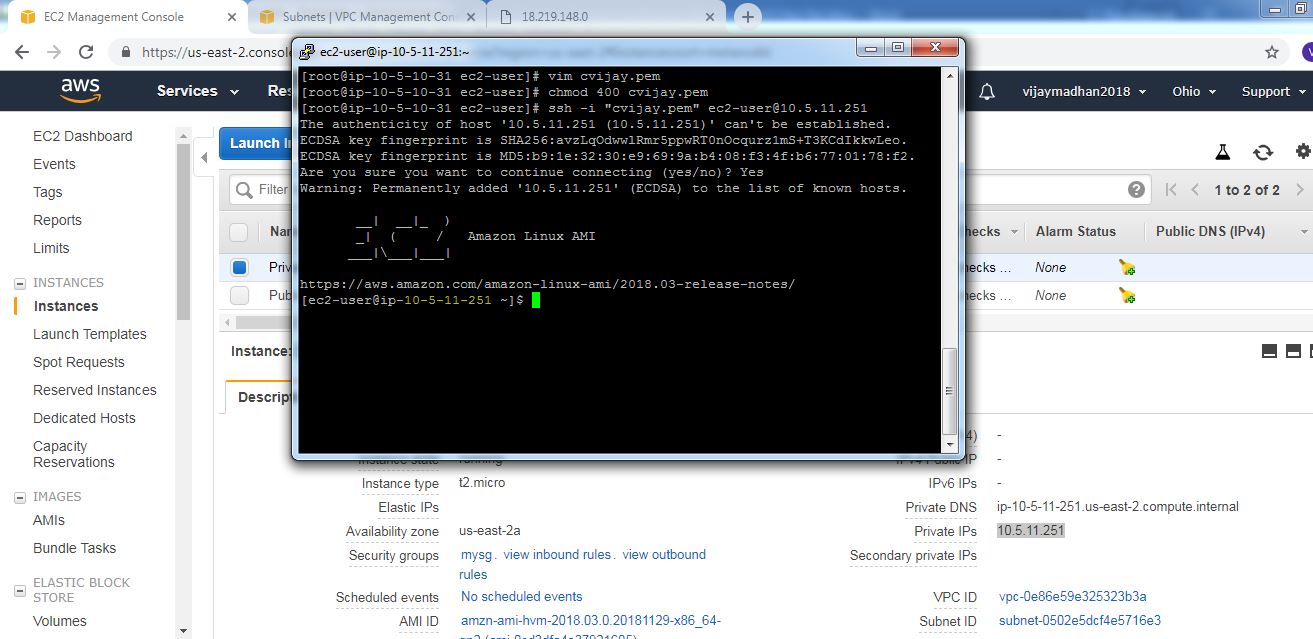 EC2 Management Console
Subnets | VPC Management Con
18.219.148.0
https://us-east-2.conso
ec2-user@ip-10-5-11-251:~
aws
Services
vijaymadhan2018
Ohio
Support
[root@ip-10-5-10-31 ec2-user]# vim cvijay.pem
[root@ip-10-5-10-31 ec2-user]# chmod 400 cvijay.pem
[root@ip-10-5-10-31 ec2-user]# ssh -i "cvijay.pem" ec2-user@10.5.11.251
The authenticity of host '10.5.11.251 (10.5.11.251)' can't be established.
ECDSA key fingerprint is SHA256:avzLqOdwwlRmr5ppwRT0nOcqurz1mS+T3KCdIkkwLeo.
ECDSA key fingerprint is MD5:b9:1e:32:30:e9:69:9a:b4:08:f3:4f:b6:77:01:78:f2.
Are you sure you want to continue connecting (yes/no)? Yes
Warning: Permanently added '10.5.11.251' (ECDSA) to the list of known hosts.
Amazon Linux AMI
https://aws.amazon.com/amazon-linux-ami/2018.03-release-notes/
[ec2-user@ip-10-5-11-251 ~]$
EC2 Dashboard
Events
Tags
Reports
Limits
INSTANCES
Instances
Launch Templates
Spot Requests
Reserved Instances
Dedicated Hosts
Capacity
Reservations
IMAGES
AMIs
Bundle Tasks
ELASTIC BLOCK
STORE
Volumes
Launch In
Filter
1 to 2 of 2
Na
hecks
Alarm Status
Public DNS (IPv4)
Priv
hecks ...
None
Pub
hecks ...
None
Instance:
Descript
4)
-
Instance state
running
IPv4 Public IP
-
Instance type
t2.micro
IPv6 IPs
-
Elastic IPs
Private DNS
ip-10-5-11-251.us-east-2.compute.internal
Availability zone
us-east-2a
Private IPs
10.5.11.251
Security groups
mysg . view inbound rules . view outbound
rules
Secondary private IPs
Scheduled events
No scheduled events
VPC ID
vpc-0e86e59e325323b3a
AMI ID
amzn-ami-hvm-2018.03.0.20181129-x86_64-
Subnet ID
subnet-0502e5dcf4e5716e3